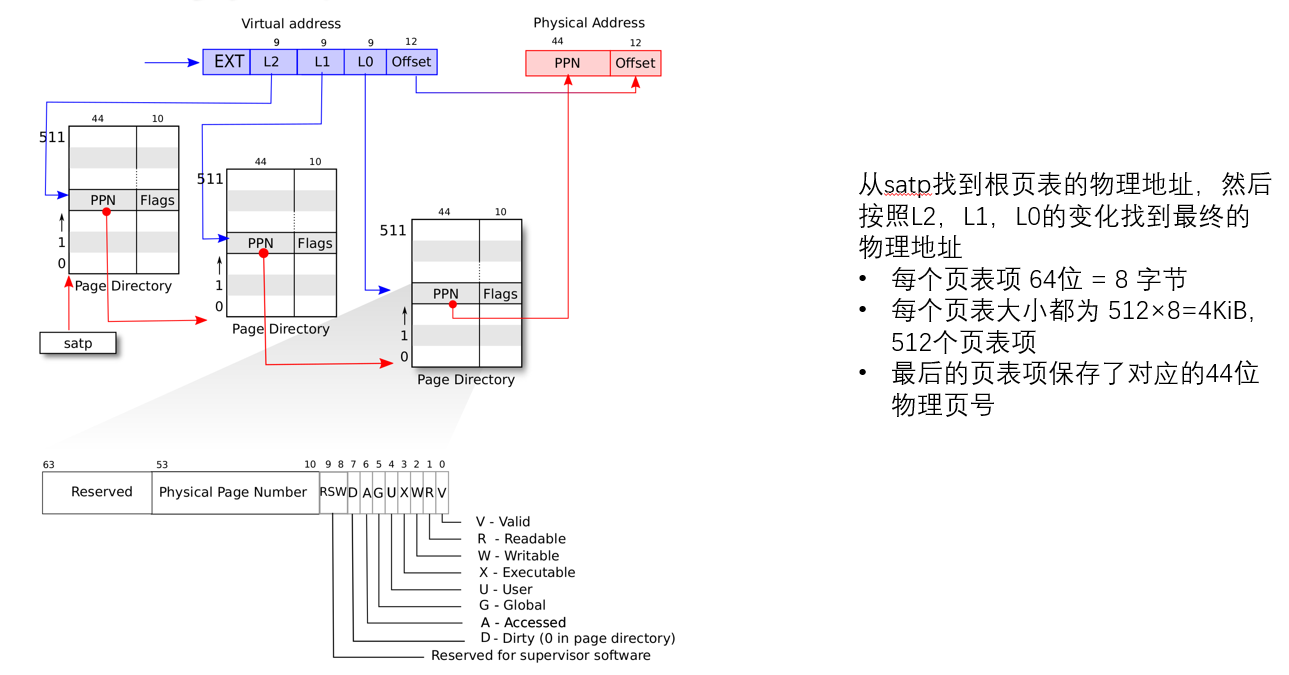 Virtual address
Physical Address
9 9 9 12
44 12
EXT L2 L1 L0 Offset
PPN Offset
44 10
511
PPN Flags
1
0
Page Directory
satp
44 10
511
PPN Flags
1
0
Page Directory
44 10
511
PPN Flags
1
0
Page Directory
从satp找到根页表的物理地址，然后
按照L2，L1，L0的变化找到最终的
物理地址
• 每个页表项 64位 = 8 字节
• 每个页表大小都为 512×8=4KiB，
512个页表项
• 最后的页表项保存了对应的44位
物理页号
63 53 10 9 8 7 6 5 4 3 2 1 0
Reserved Physical Page Number RSW D A G U X W R V
V - Valid
R - Readable
W - Writable
X - Executable
U - User
G - Global
A - Accessed
D - Dirty (0 in page directory)
Reserved for supervisor software